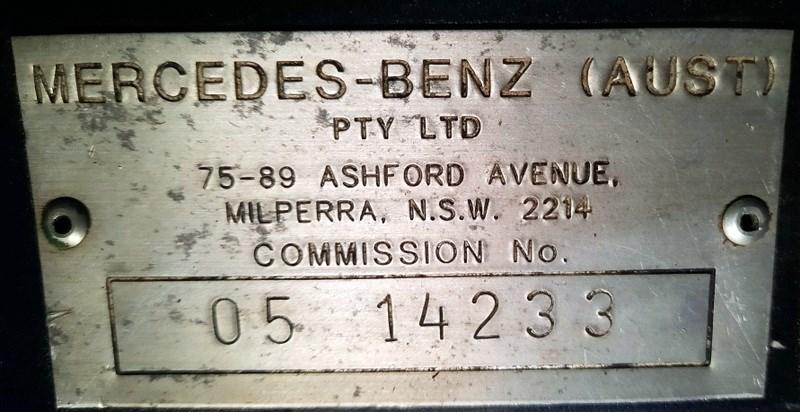 MERCEDES-BENZ (AUST)
PTY LTD
75-89 ASHFORD AVENUE,
MILPERRA, N.S.W. 2214
COMMISSION No.
05 14233